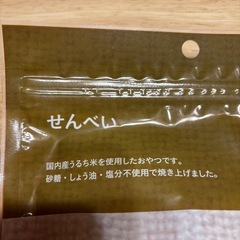 せんべい
国内産うるち米を使用したおやつです。
砂糖・しょう油・塩分不使用で焼き上げました。